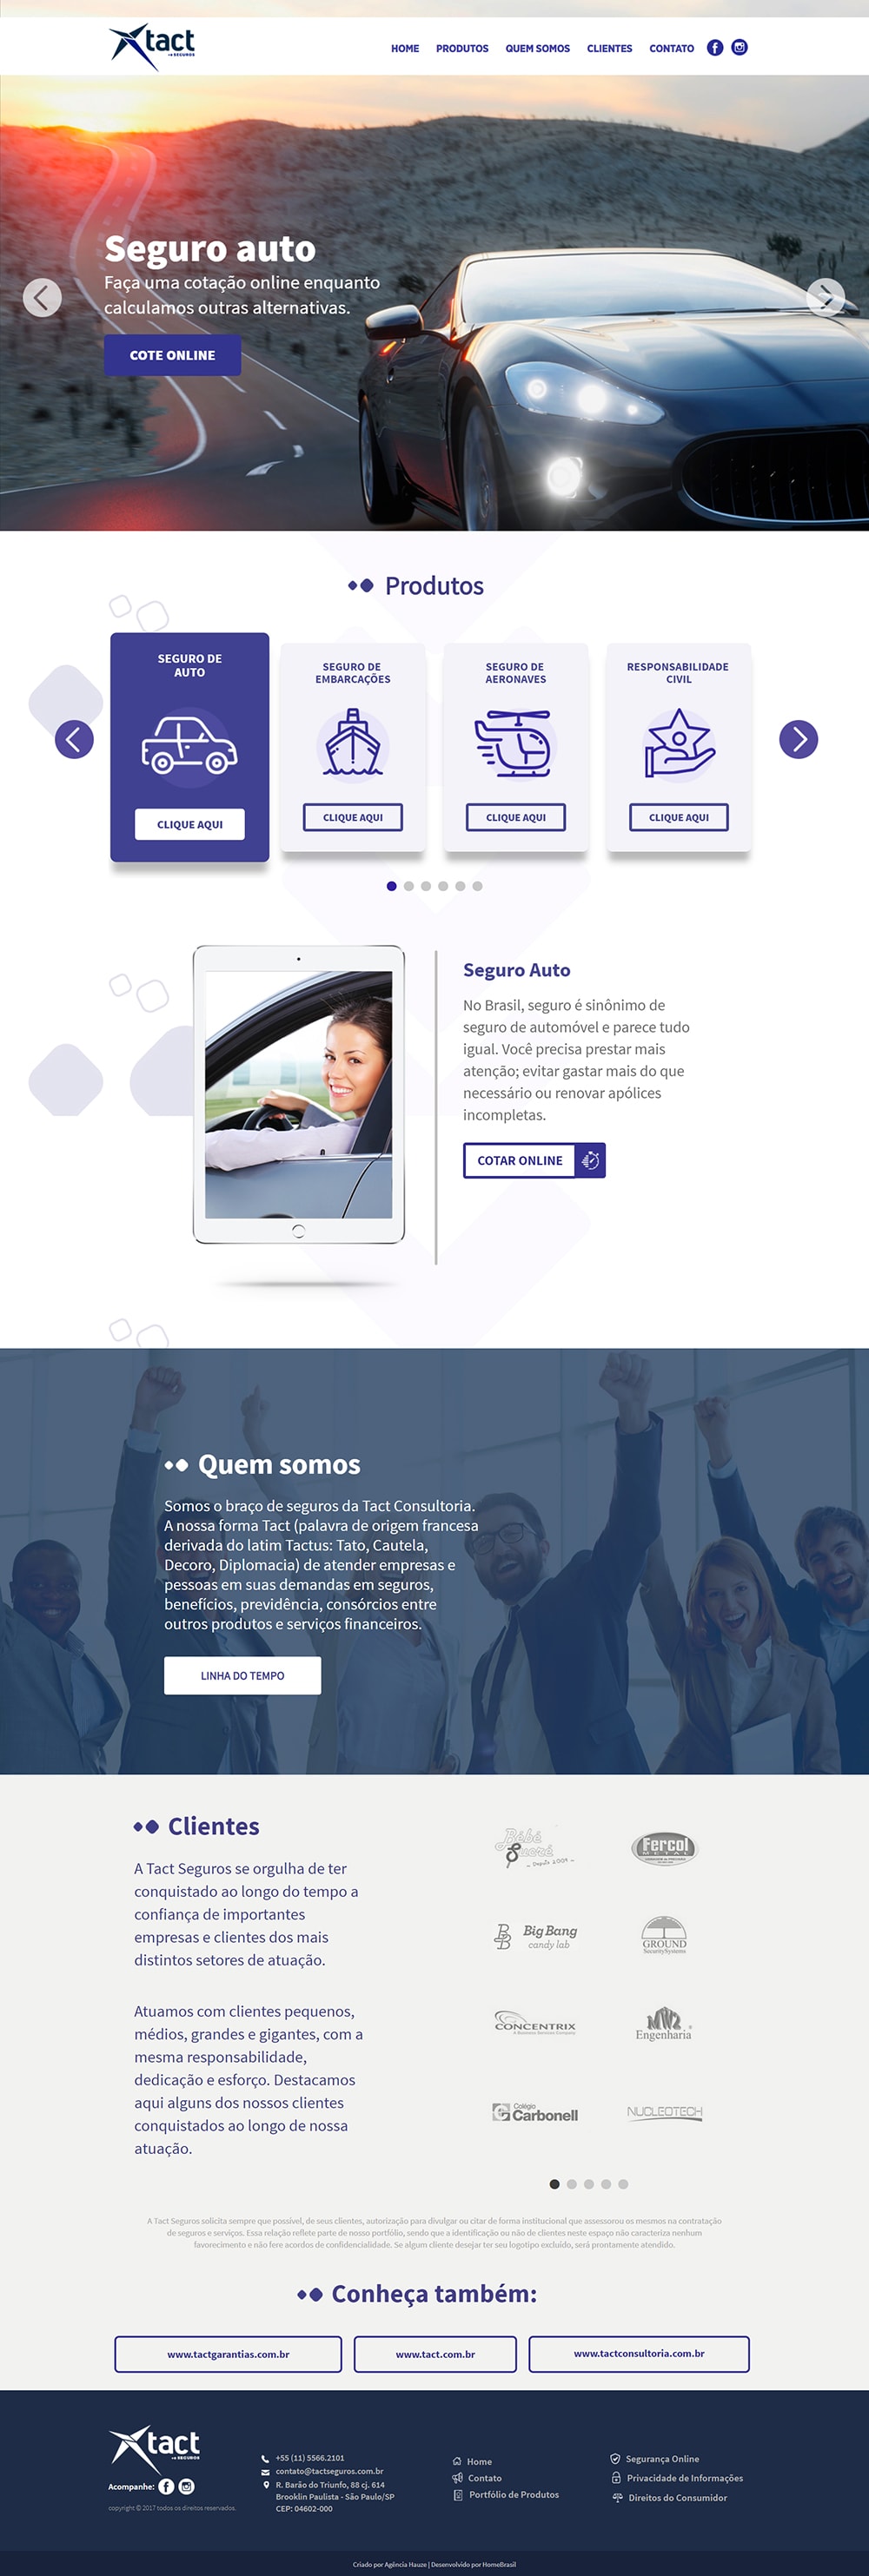 tact
SEGUROS
HOME PRODUTOS QUEM SOMOS CLIENTES CONTATO
Seguro auto
Faça uma cotação online enquanto
calculamos outras alternativas.
COTE ONLINE
Produtos
SEGURO DE
AUTO
CLIQUE AQUI
SEGURO DE
EMBARCAÇÕES
CLIQUE AQUI
SEGURO DE
AERONAVES
CLIQUE AQUI
RESPONSABILIDADE
CIVIL
CLIQUE AQUI
Seguro Auto
No Brasil, seguro é sinônimo de
seguro de automóvel e parece tudo
igual. Você precisa prestar mais
atenção; evitar gastar mais do que
necessário ou renovar apólices
incompletas.
COTAR ONLINE
Quem somos
Somos o braço de seguros da Tact Consultoria.
A nossa forma Tact (palavra de origem francesa
derivada do latim Tactus: Tato, Cautela,
Decoro, Diplomacia) de atender empresas e
pessoas em suas demandas em seguros,
benefícios, previdência, consórcios entre
outros produtos e serviços financeiros.
LINHA DO TEMPO
Clientes
A Tact Seguros se orgulha de ter
conquistado ao longo do tempo a
confiança de importantes
empresas e clientes dos mais
distintos setores de atuação.
Atuamos com clientes pequenos,
médios, grandes e gigantes, com a
mesma responsabilidade,
dedicação e esforço. Destacamos
aqui alguns dos nossos clientes
conquistados ao longo de nossa
atuação.
Bébé
Sucré
Depuis 2009
Fercol
METAL
Big Bang
candy lab
GROUND
SecuritySystems
CONCENTRIX
Engenharia
Colégio
Carbonell
NUCLEOTECH
A Tact Seguros solicita sempre que possível, de seus clientes, autorização para divulgar ou citar de forma institucional que assessorou os mesmos na contratação
de seguros e serviços. Essa relação reflete parte de nosso portfólio, sendo que a identificação ou não de clientes neste espaço não caracteriza nenhum
favorecimento e não fere acordos de confidencialidade. Se algum cliente desejar ter seu logotipo excluído, será prontamente atendido.
Conheça também:
www.tactgarantias.com.br
www.tact.com.br
www.tactconsultoria.com.br
tact
SEGUROS
Acompanhe:
copyright © 2017 todos os direitos reservados.
+55 (11) 5566.2101
contato@tactseguros.com.br
R. Barão do Triunfo, 88 cj. 614
Brooklin Paulista - São Paulo/SP
CEP: 04602-000
Home
Contato
Portfólio de Produtos
Segurança Online
Privacidade de Informações
Direitos do Consumidor
Criado por Agência Hauze | Desenvolvido por HomeBrasil